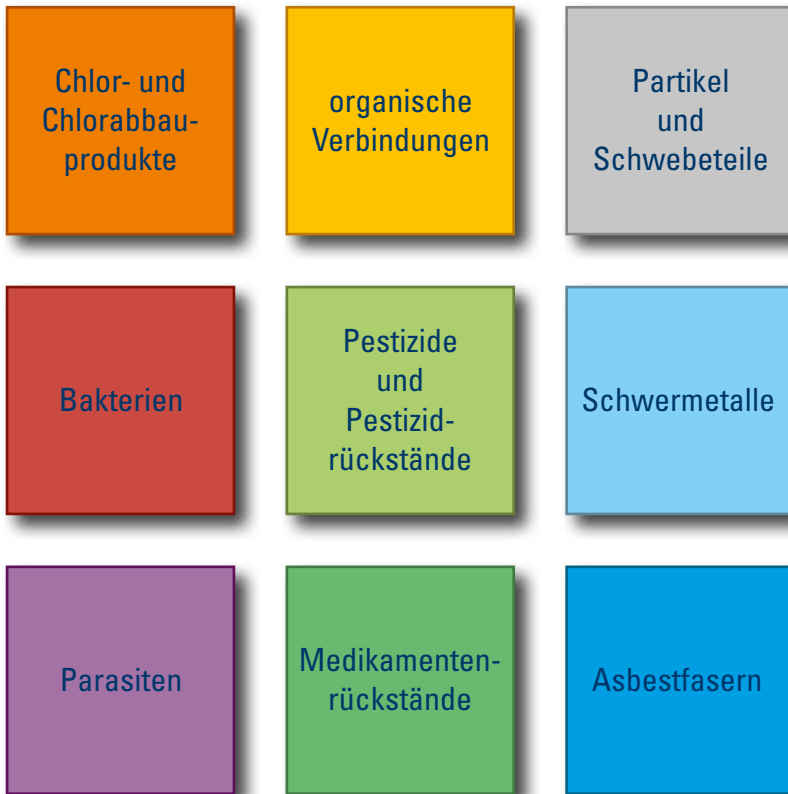 Chlor- und
Chlorabbau-
produkte
organische
Verbindungen
Partikel
und
Schwebeteile
Bakterien
Pestizide
und
Pestizid-
rückstände
Schwermetalle
Parasiten
Medikamenten-
rückstände
Asbestfasern